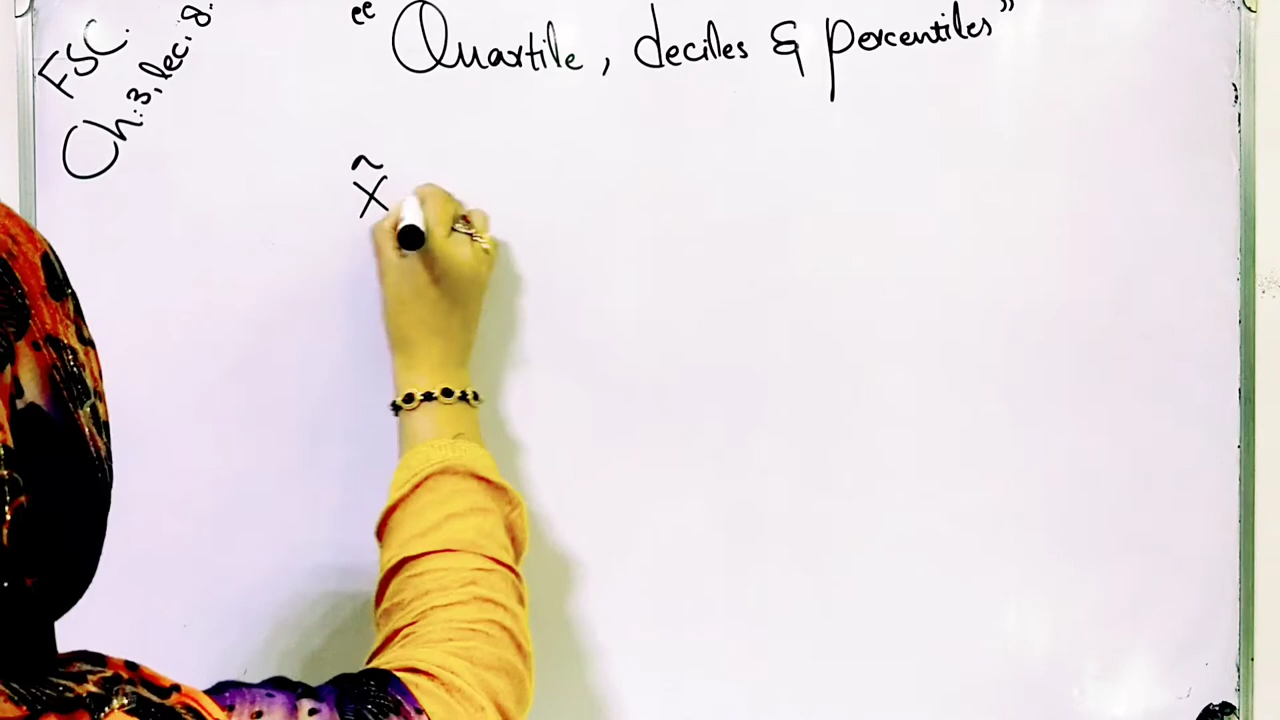 FSC.
Ch:3, Lec: 8.
“ Quartile, deciles & percentiles ”
X̃